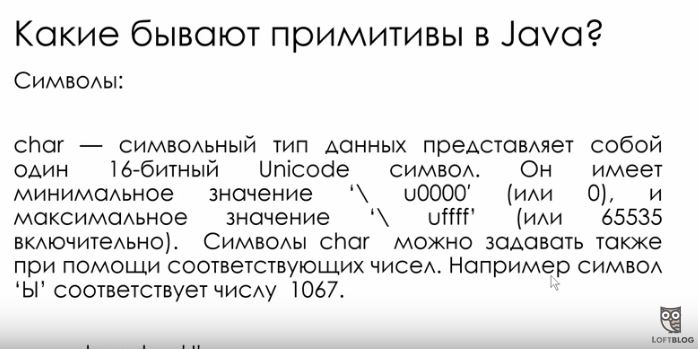 Какие бывают примитивы в Java?
Символы:
char — символьный тип данных представляет собой
один 16-битный Unicode символ. Он имеет
минимальное значение ‘\ u0000’ (или 0), и
максимальное значение ‘\ uffff’ (или 65535
включительно). Символы char можно задавать также
при помощи соответствующих чисел. Например символ
‘Ы’ соответствует числу 1067.
LOFTBLOG